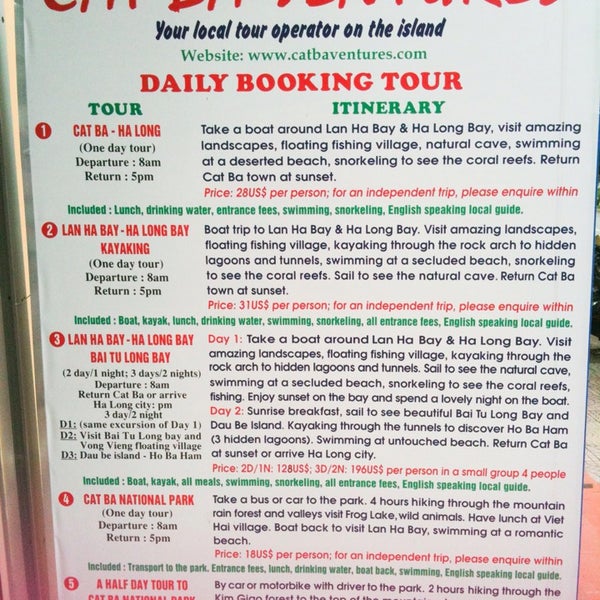 CAT BA VENTURES
Your local tour operator on the island
Website: www.catbaventures.com
DAILY BOOKING TOUR
TOUR
ITINERARY
1 CAT BA - HA LONG
(One day tour)
Departure : 8am
Return : 5pm
Take a boat around Lan Ha Bay & Ha Long Bay, visit amazing
landscapes, floating fishing village, natural cave, swimming
at a deserted beach, snorkeling to see the coral reefs. Return
Cat Ba town at sunset.
Price: 28US$ per person; for an independent trip, please enquire within
Included : Lunch, drinking water, entrance fees, swimming, snorkeling, English speaking local guide.
2 LAN HA BAY - HA LONG BAY
KAYAKING
(One day tour)
Departure : 8am
Return : 5pm
Boat trip to Lan Ha Bay & Ha Long Bay. Visit amazing landscapes,
floating fishing village, kayaking through the rock arch to hidden
lagoons and tunnels, swimming at a secluded beach, snorkeling
to see the coral reefs. Sail to see the natural cave. Return Cat Ba
town at sunset.
Price: 31US$ per person; for an independent trip, please enquire within
Included : Boat, kayak, lunch, drinking water, swimming, snorkeling, all entrance fees, English speaking local guide.
3 LAN HA BAY - HA LONG BAY
BAI TU LONG BAY
(2 day/1 night; 3 days/2 nights)
Departure : 8am
Return Cat Ba or arrive
Ha Long city: pm
3 day/2 night
D1: (same excursion of Day 1)
D2: Visit Bai Tu Long bay and
Vong Vieng floating village
D3: Dau be island - Ho Ba Ham
Day 1: Take a boat around Lan Ha Bay & Ha Long Bay. Visit
amazing landscapes, floating fishing village, kayaking through the
rock arch to hidden lagoons and tunnels. Sail to see the natural cave,
swimming at a secluded beach, snorkeling to see the coral reefs,
fishing. Enjoy sunset on the bay and spend a lovely night on the boat.
Day 2: Sunrise breakfast, sail to see beautiful Bai Tu Long Bay and
Dau Be Island. Kayaking through the tunnels to discover Ho Ba Ham
(3 hidden lagoons). Swimming at untouched beach. Return Cat Ba
at sunset or arrive Ha Long city.
Price: 2D/1N: 128US$; 3D/2N: 196US$ per person in a small group 4 people
Included : Boat, kayak, all meals, swimming, snorkeling, all entrance fees, English speaking local guide.
4 CAT BA NATIONAL PARK
(One day tour)
Departure : 8am
Return : 5pm
Take a bus or car to the park. 4 hours hiking through the mountain
rain forest and valleys visit Frog Lake, wild animals. Have lunch at Viet
Hai village. Boat back to visit Lan Ha Bay, swimming at a romantic
beach.
Price: 18US$ per person; for an independent trip, please enquire within
Included : Transport to the park. Entrance fees, lunch, drinking water, boat back, swimming, English speaking local guide.
5 A HALF DAY TOUR TO
CAT BA NATIONAL PARK
By car or motorbike with driver to the park. 2 hours hiking through the
Kim Giao forest to the top of the